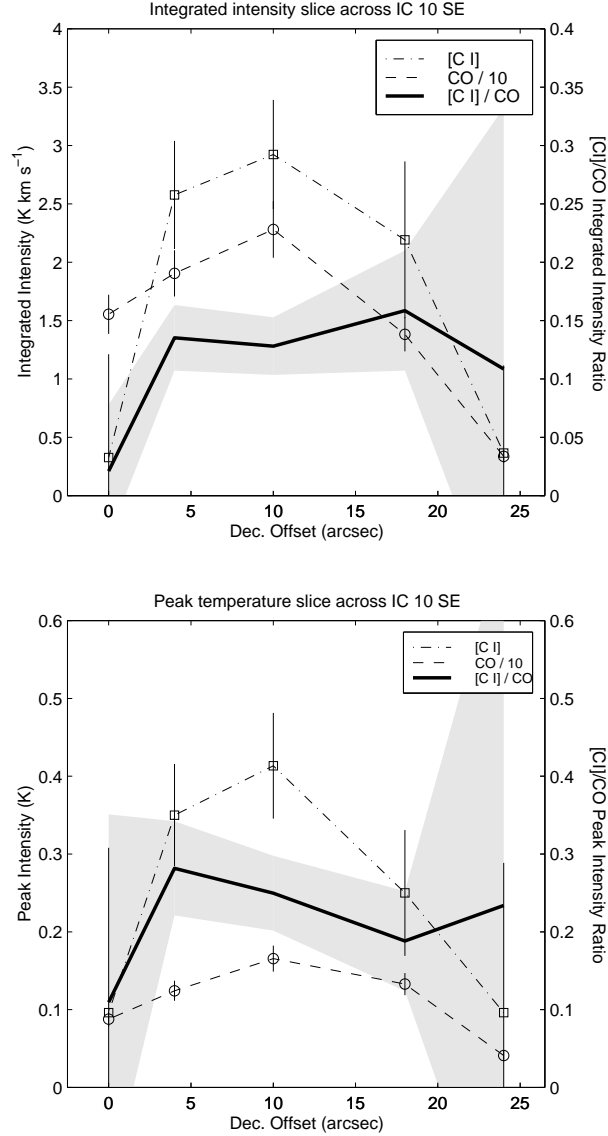 Integrated intensity slice across IC 10 SE
4
3.5
3
2.5
2
1.5
1
0.5
0
Integrated Intensity (K km s⁻¹)
[C I]
CO / 10
[C I] / CO
0.4
0.35
0.3
0.25
0.2
0.15
0.1
0.05
0
[CI]/CO Integrated Intensity Ratio
0 5 10 15 20 25
Dec. Offset (arcsec)
Peak temperature slice across IC 10 SE
0.6
0.5
0.4
0.3
0.2
0.1
0
Peak Intensity (K)
[C I]
CO / 10
[C I] / CO
0.6
0.5
0.4
0.3
0.2
0.1
0
[CI]/CO Peak Intensity Ratio
0 5 10 15 20 25
Dec. Offset (arcsec)